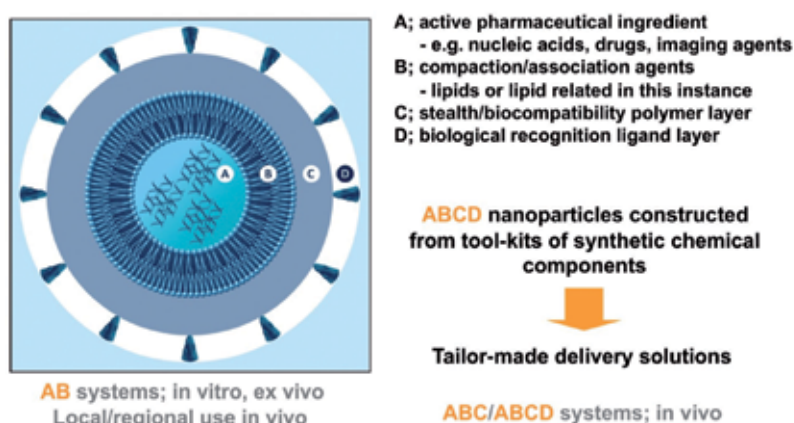 A; active pharmaceutical ingredient
- e.g. nucleic acids, drugs, imaging agents
B; compaction/association agents
- lipids or lipid related in this instance
C; stealth/biocompatibility polymer layer
D; biological recognition ligand layer
A B C D
ABCD nanoparticles constructed
from tool-kits of synthetic chemical
components
Tailor-made delivery solutions
AB systems; in vitro, ex vivo
Local/regional use in vivo
ABC/ABCD systems; in vivo